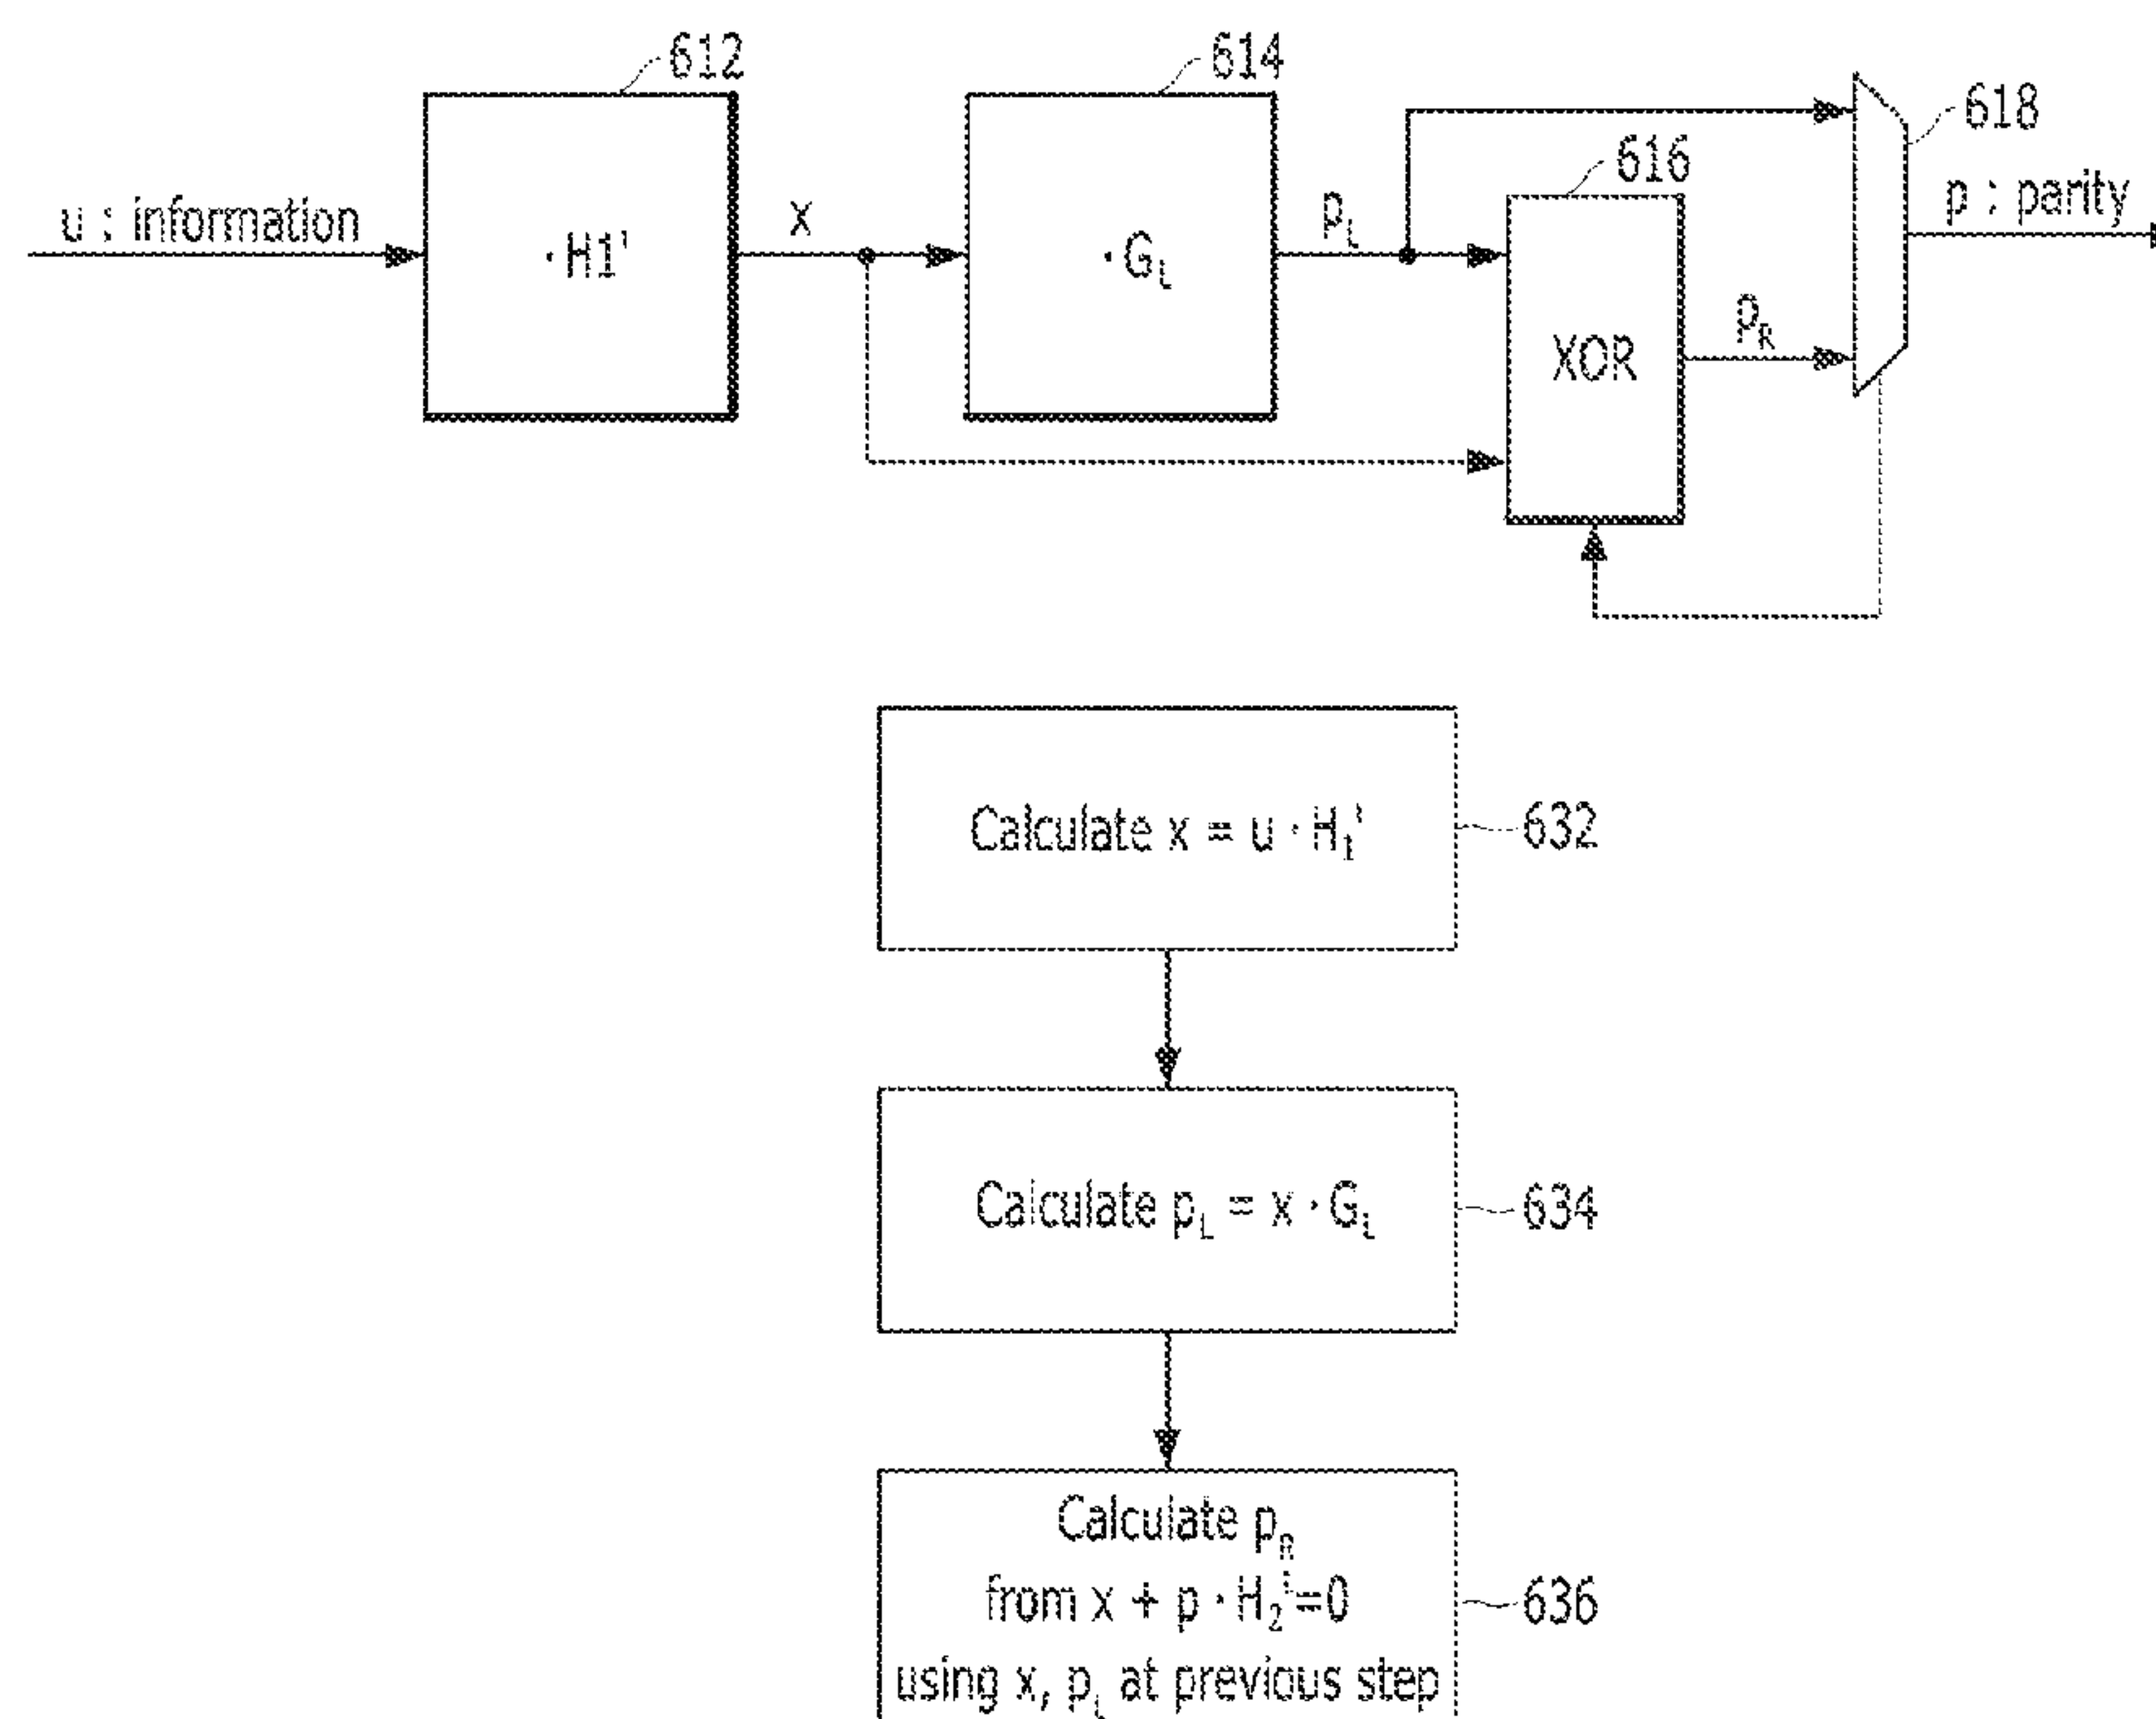 612
614
618
616
u : information
x
p_L
p : parity
· H1'
· G_L
p_R
XOR
Calculate x = u · H_1^t
632
Calculate p_L = x · G_L
634
Calculate p_R
from x + p · H_2^t=0
636
using x, p_L at previous step